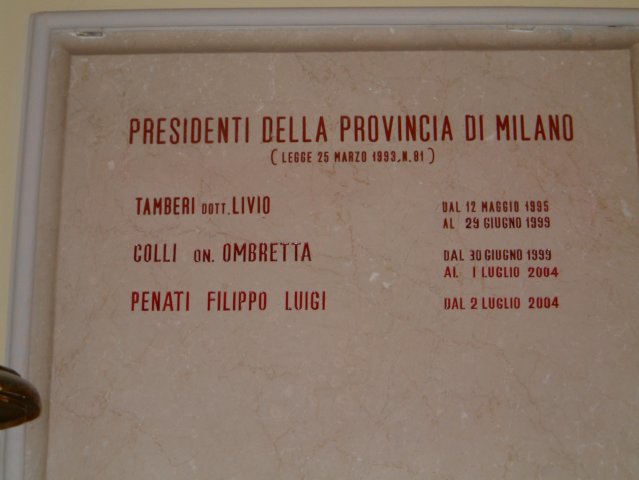 PRESIDENTI DELLA PROVINCIA DI MILANO
( LEGGE 25 MARZO 1993, N. 81 )
TAMBERI DOTT. LIVIO DAL 12 MAGGIO 1995
AL 29 GIUGNO 1999
COLLI ON. OMBRETTA DAL 30 GIUGNO 1999
AL 1 LUGLIO 2004
PENATI FILIPPO LUIGI DAL 2 LUGLIO 2004